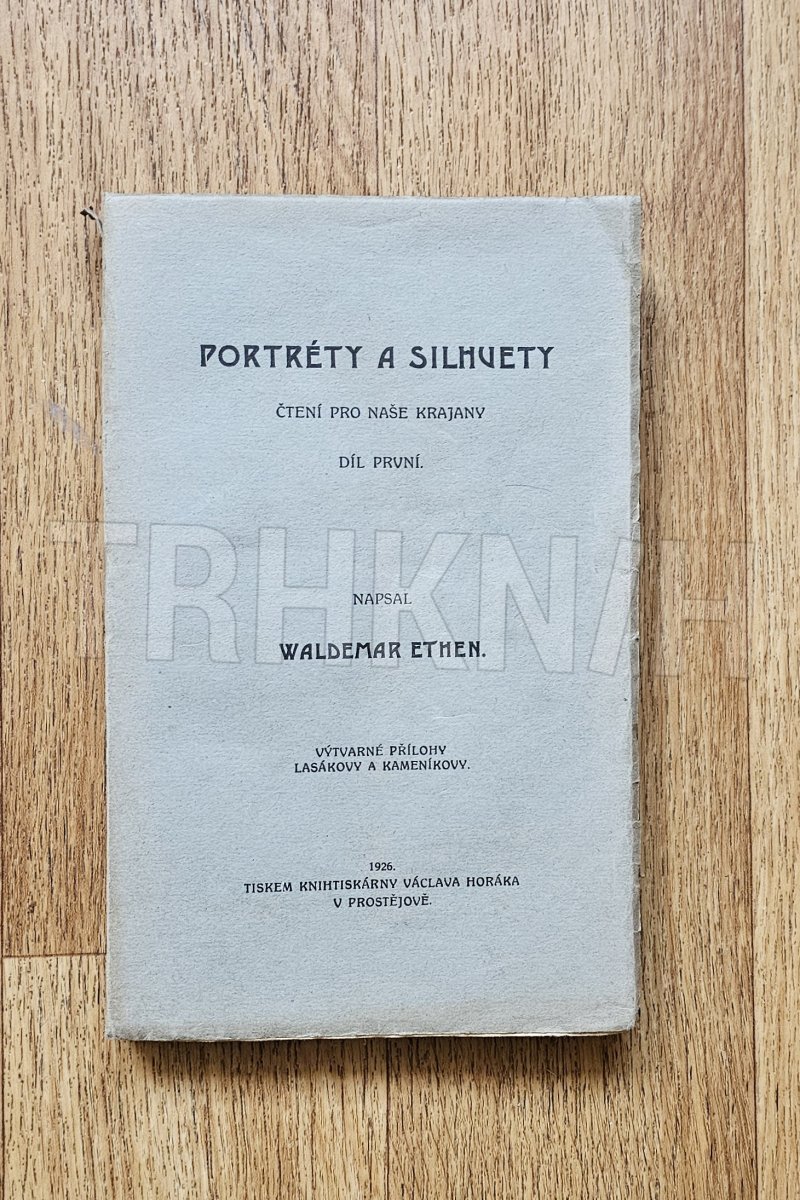 PORTRÉTY A SILHUETY
ČTENÍ PRO NAŠE KRAJANY
DÍL PRVNÍ.
TRHKNIH
NAPSAL
WALDEMAR ETHEN.
VÝTVARNÉ PŘÍLOHY
LASÁKOVY A KAMENÍKOVY.
1926.
TISKEM KNIHTISKÁRNY VÁCLAVA HORÁKA
V PROSTĚJOVĚ.